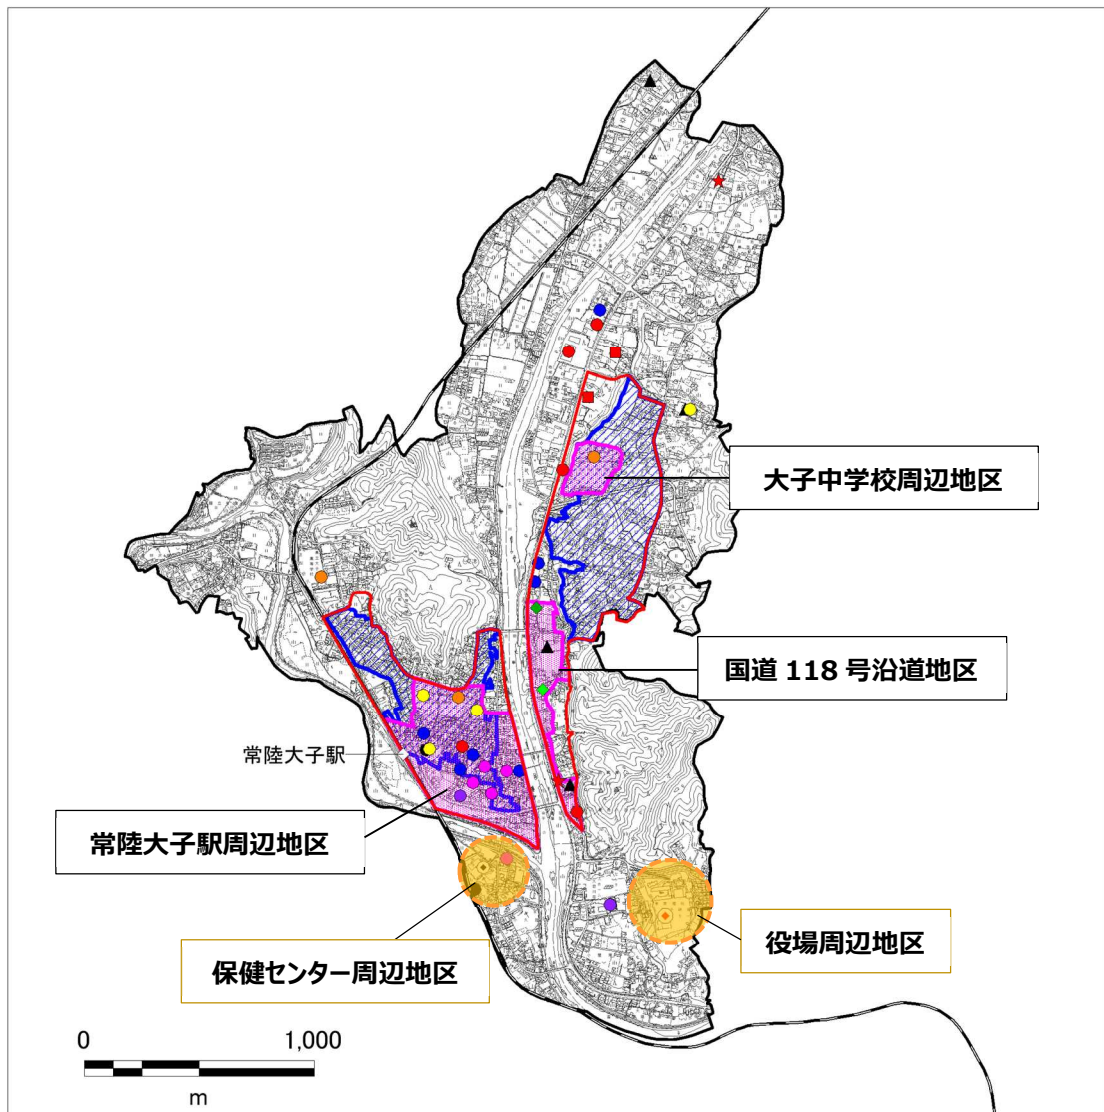 大子中学校周辺地区
国道 118 号沿道地区
常陸大子駅
常陸大子駅周辺地区
役場周辺地区
保健センター周辺地区
0 1,000
m